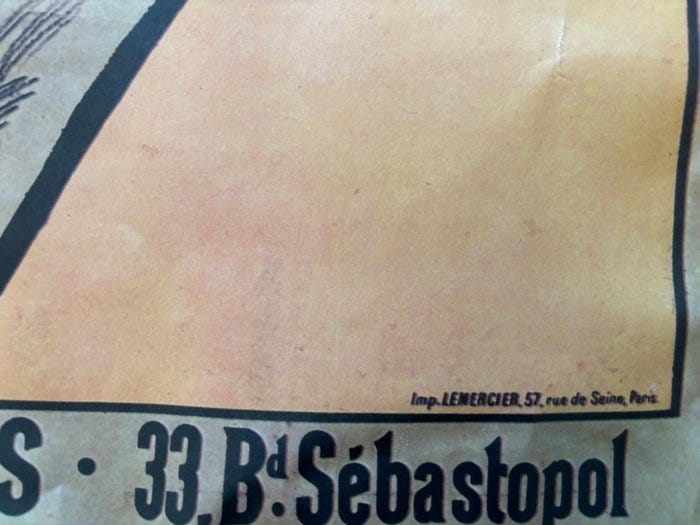 Imp. LEMERCIER, 57, rue de Seine, Paris
S • 33, Bd. Sébastopol